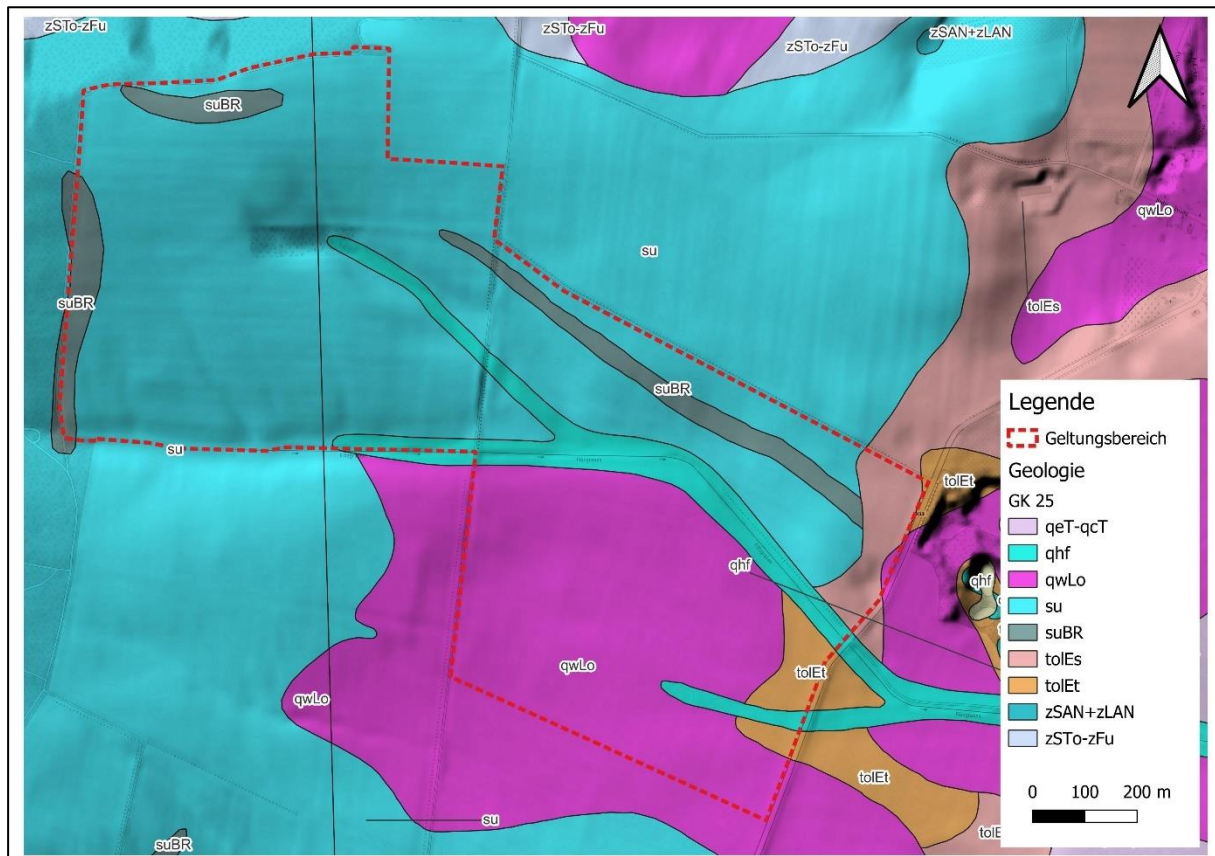 zSTo-zFu
zSTo-zFu
zSTo-zFu
zSAN+zLAN
suBR
qwLo
suBR
su
tolEs
suBR
su
tolEt
qhf
qhf
qwLo
tolEt
qwLo
tolEt
su
suBR
Legende
Geltungsbereich
Geologie
GK 25
qeT-qcT
qhf
qwLo
su
suBR
tolEs
tolEt
zSAN+zLAN
zSTo-zFu
0 100 200 m